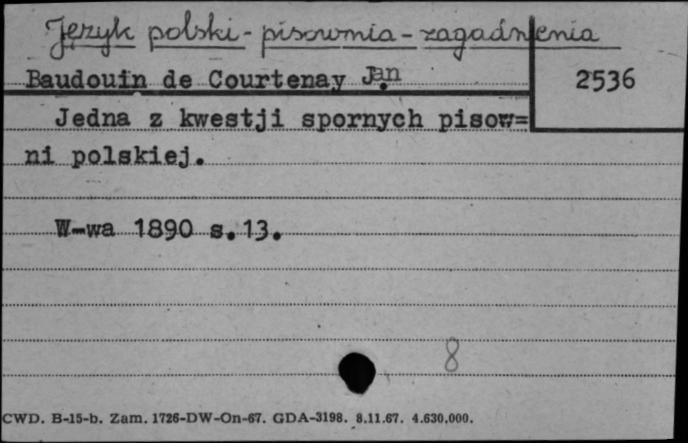 Język polski - pisownia - zagadnienia
Baudouin de Courtenay Jan.
2536
Jedna z kwestji spornych pisow=
ni polskiej.
W-wa 1890 s.13.
8
CWD. B-15-b. Zam. 1726-DW-On-67. GDA-3198. 8.11.67. 4.630.000.